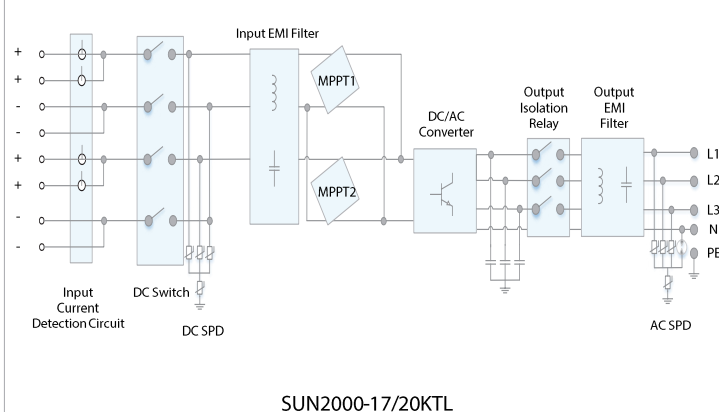 Input EMI Filter
+
+
-
-
+
+
-
-
MPPT1
MPPT2
DC/AC
Converter
Output
Isolation
Relay
Output
EMI
Filter
L1
L2
L3
N
PE
Input
Current
Detection Circuit
DC Switch
DC SPD
AC SPD
SUN2000-17/20KTL